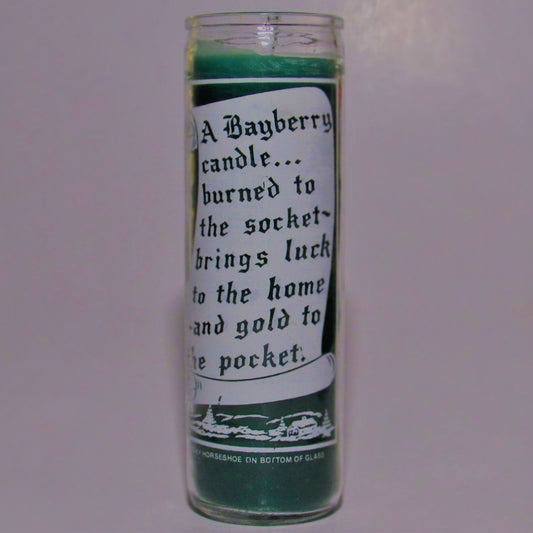 A Bayberry
candle...
burned to
the socket~
brings luck
to the home
-and gold to
the pocket.
HORSESHOE ON BOTTOM OF GLASS